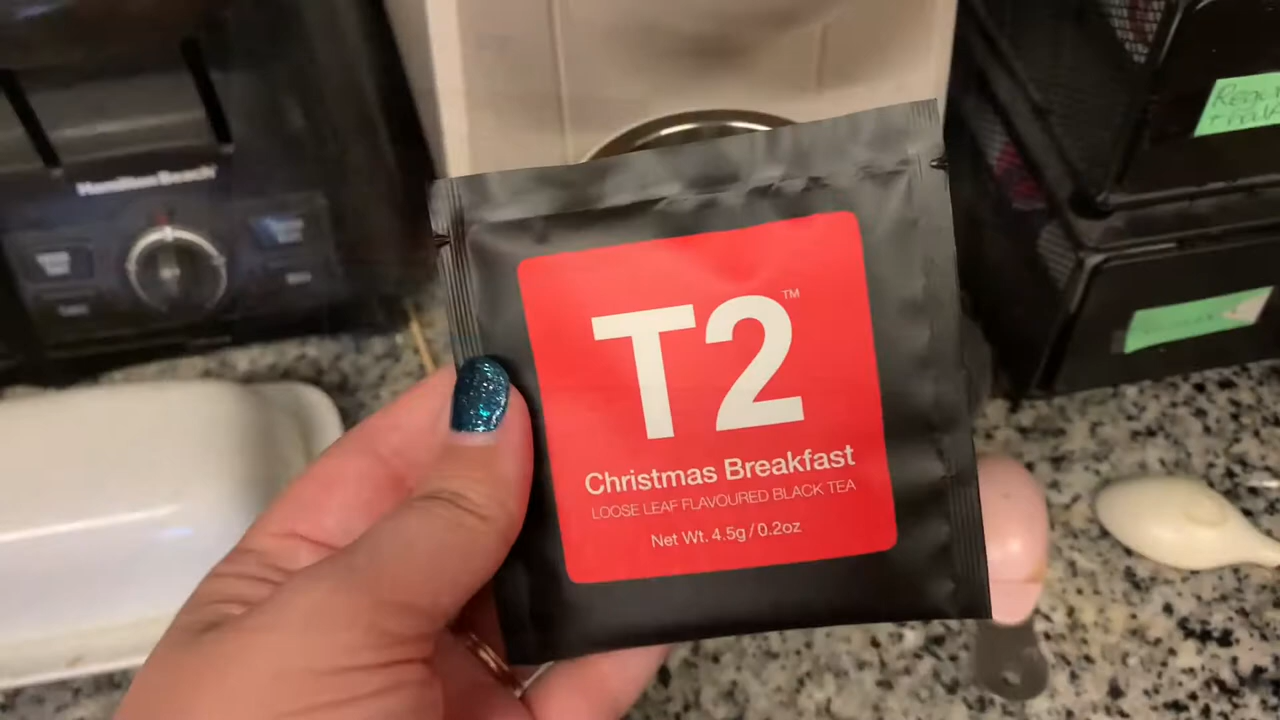 Hamilton Beach
T2™
Christmas Breakfast
LOOSE LEAF FLAVOURED BLACK TEA
Net Wt. 4.5g / 0.2oz